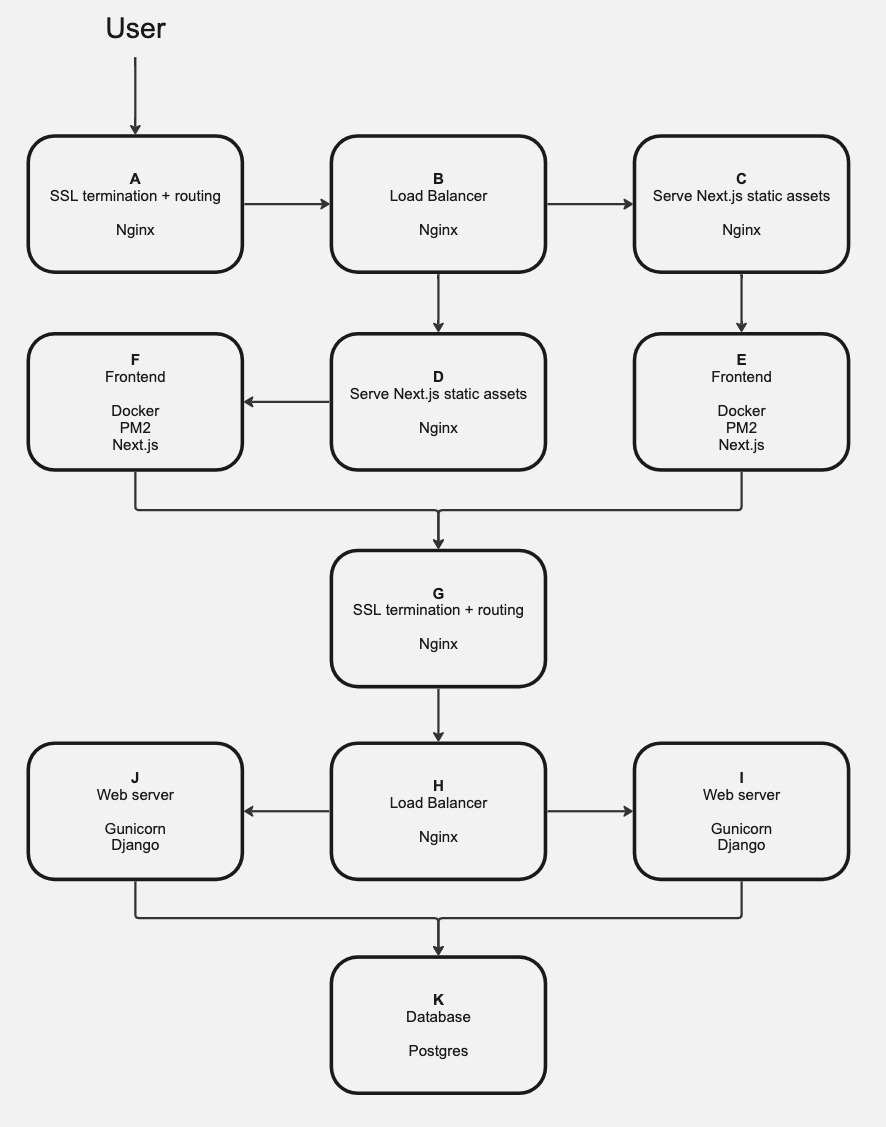 User
A
SSL termination + routing
Nginx
B
Load Balancer
Nginx
C
Serve Next.js static assets
Nginx
F
Frontend
Docker
PM2
Next.js
D
Serve Next.js static assets
Nginx
E
Frontend
Docker
PM2
Next.js
G
SSL termination + routing
Nginx
J
Web server
Gunicorn
Django
H
Load Balancer
Nginx
I
Web server
Gunicorn
Django
K
Database
Postgres